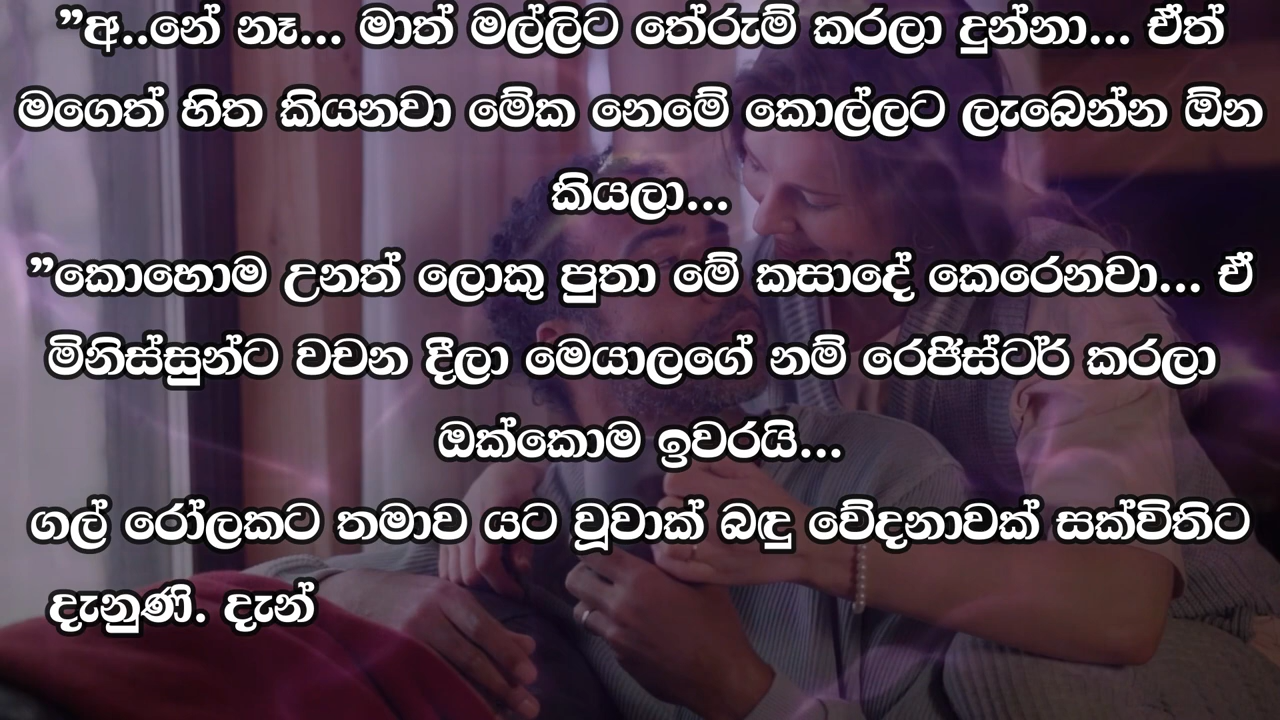 ”අ..නේ නෑ... මාත් මල්ලිට තේරුම් කරලා දුන්නා... ඒත්
මගෙත් හිත කියනවා මේක නෙමේ කොල්ලට ලැබෙන්න ඕන
කියලා...
”කොහොම උනත් ලොකු පුතා මේ කසාදේ කෙරෙනවා... ඒ
මිනිස්සුන්ට වචන දීලා මෙයාලගේ නම් රෙජිස්ටර් කරලා
ඔක්කොම ඉවරයි...
ගල් රෝලකට තමාව යට වූවාක් බඳු වේදනාවක් සක්විතිට
දැනුණි. දැන්